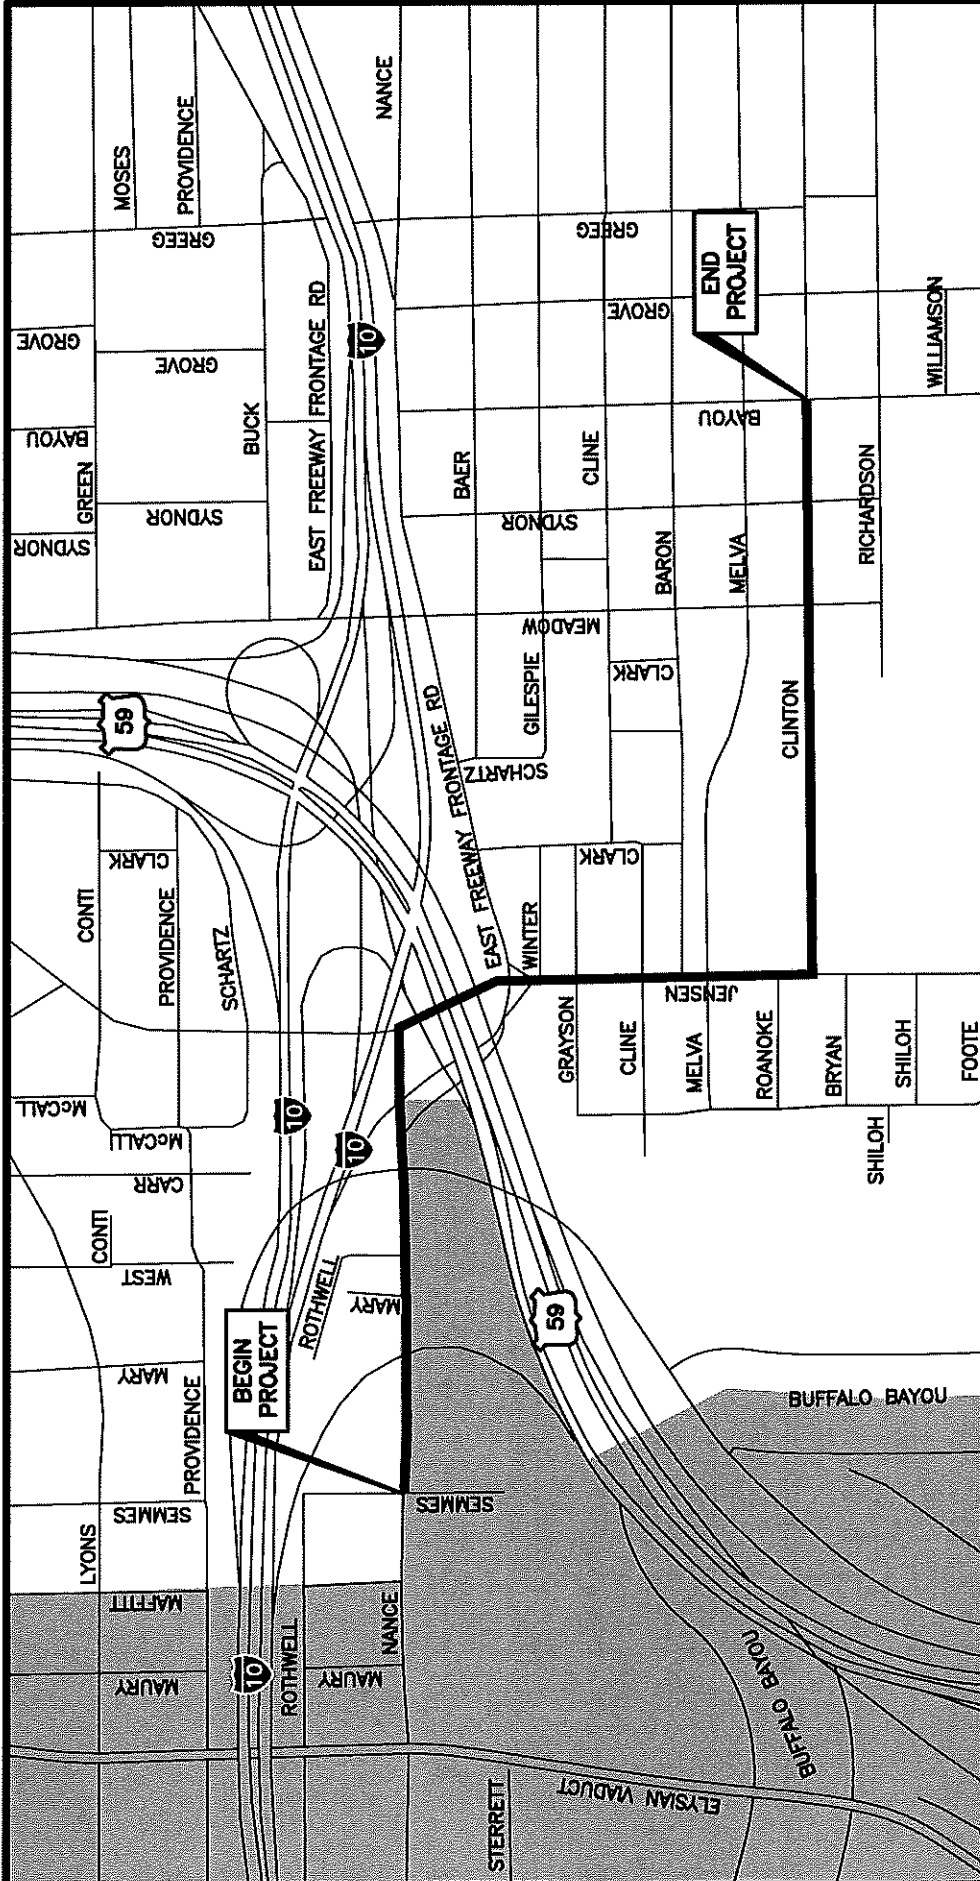 MOSES
PROVIDENCE
GREEG
NANCE
GROVE
GROVE
BAYOU
GREEN
SYDNOR
SYDNOR
BUCK
EAST FREEWAY FRONTAGE RD
10
GREEG
GROVE
END
PROJECT
BAYOU
WILLIAMSON
BAER
CLINE
SYDNOR
BARON
MELVA
RICHARDSON
MEADOW
GILESPIE
CLARK
SCHARTZ
CLINTON
59
EAST FREEWAY FRONTAGE RD
CONTI
CLARK
PROVIDENCE
SCHARTZ
WINTER
CLARK
JENSEN
GRAYSON
CLINE
MELVA
ROANOKE
BRYAN
SHILOH
FOOTE
SHILOH
McCALL
McCALL
CARR
10
10
CONTI
WEST
ROTHWELL
MARY
BEGIN
PROJECT
MARY
PROVIDENCE
SEMMES
SEMMES
59
BUFFALO BAYOU
LYONS
MAFFITT
MAURY
10
ROTHWELL
MAURY
NANCE
BUFFALO BAYOU
ELYSIAN VIADUCT
STERRETT